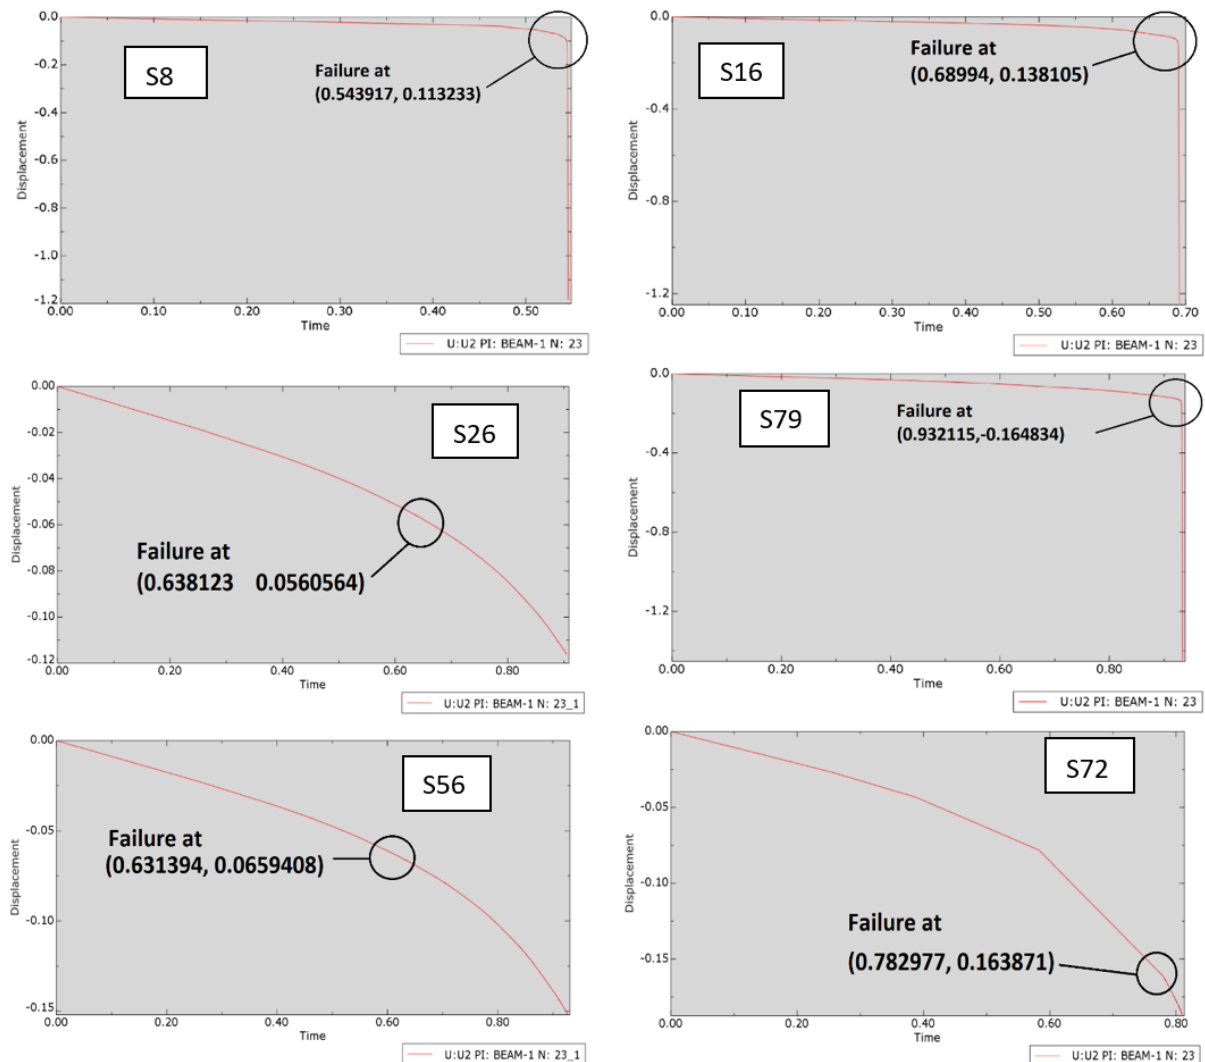 0.0
-0.2
-0.4
-0.6
-0.8
-1.0
-1.2
Displacement
S8
Failure at
(0.543917, 0.113233)
0.00 0.10 0.20 0.30 0.40 0.50
Time
U:U2 PI: BEAM-1 N: 23
0.0
-0.4
-0.8
-1.2
Displacement
S16
Failure at
(0.68994, 0.138105)
0.00 0.10 0.20 0.30 0.40 0.50 0.60 0.70
Time
U:U2 PI: BEAM-1 N: 23
0.00
-0.02
-0.04
-0.06
-0.08
-0.10
-0.12
Displacement
S26
Failure at
(0.638123 0.0560564)
0.00 0.20 0.40 0.60 0.80
Time
U:U2 PI: BEAM-1 N: 23_1
0.0
-0.4
-0.8
-1.2
Displacement
S79
Failure at
(0.932115,-0.164834)
0.00 0.20 0.40 0.60 0.80
Time
U:U2 PI: BEAM-1 N: 23
0.00
-0.05
-0.10
-0.15
Displacement
S56
Failure at
(0.631394, 0.0659408)
0.00 0.20 0.40 0.60 0.80
Time
U:U2 PI: BEAM-1 N: 23_1
0.00
-0.05
-0.10
-0.15
Displacement
S72
Failure at
(0.782977, 0.163871)
0.00 0.20 0.40 0.60 0.80
Time
U:U2 PI: BEAM-1 N: 23